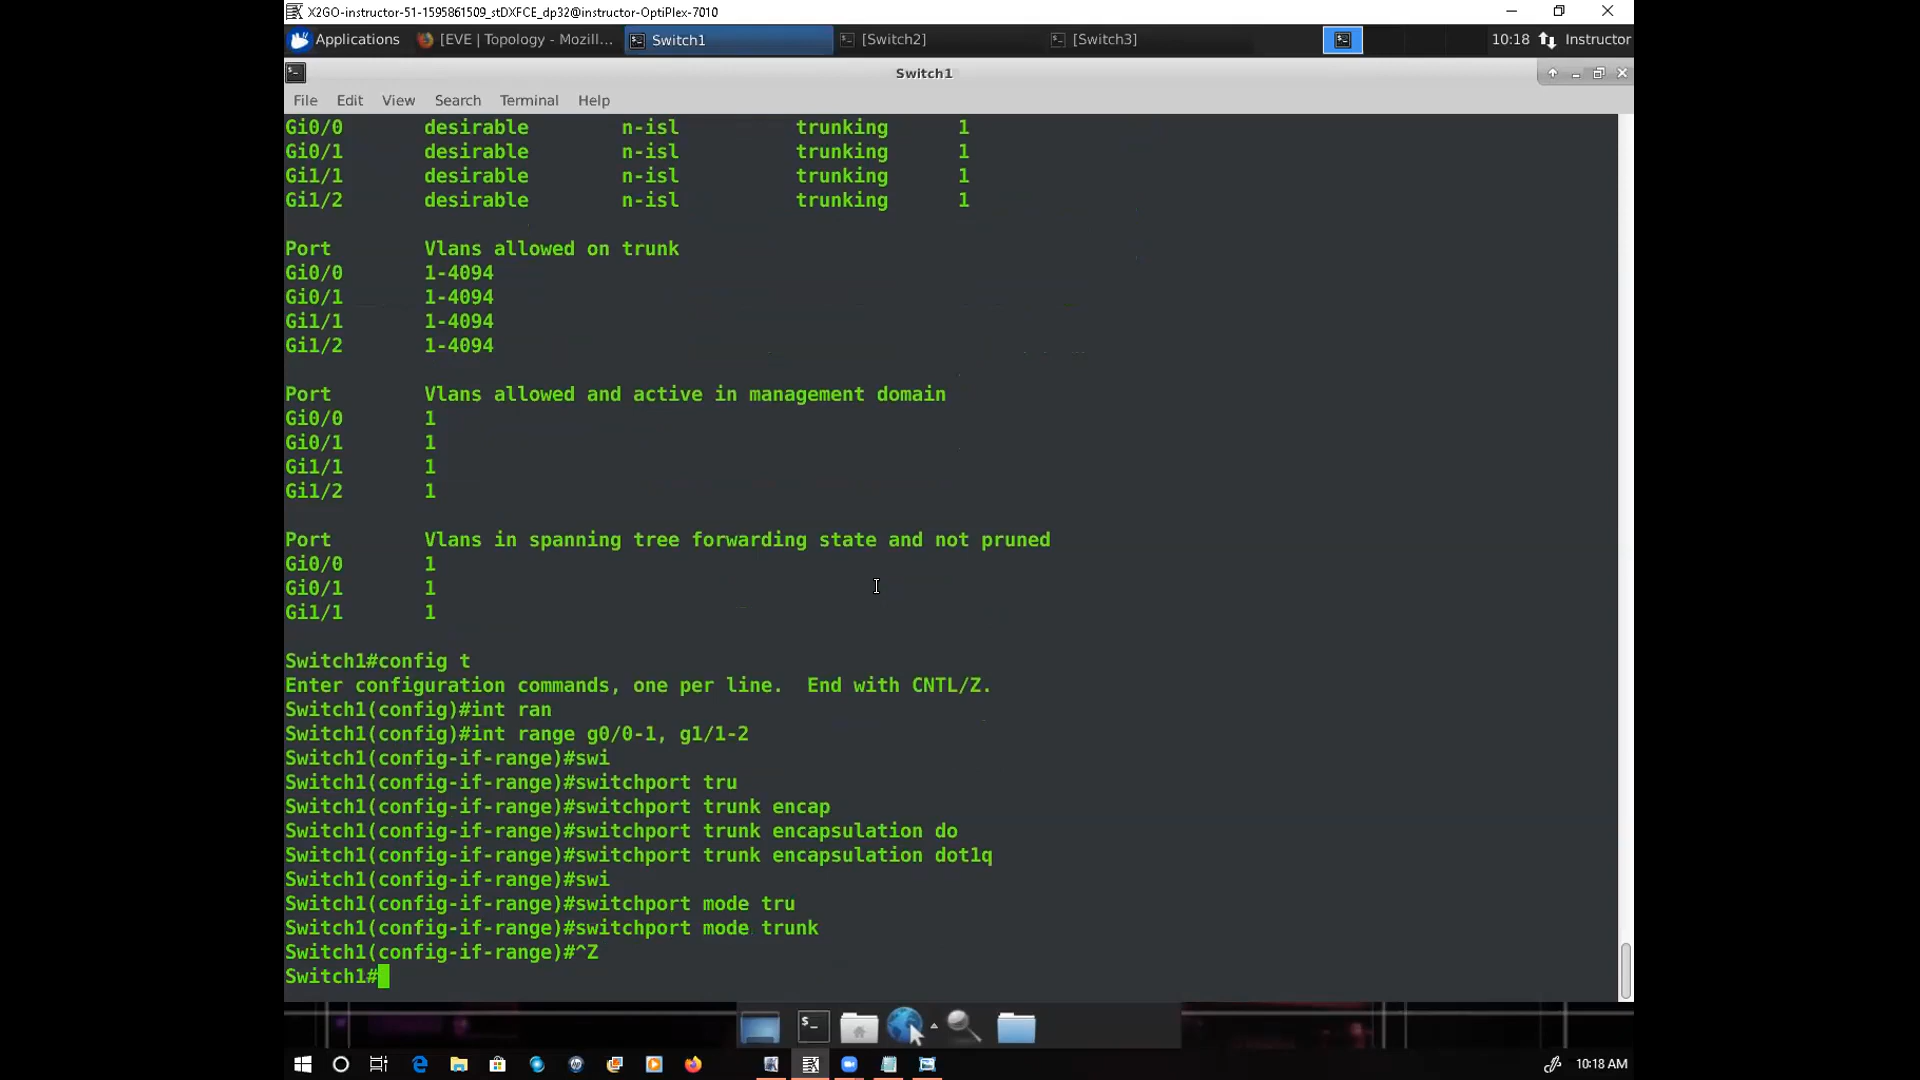 X2GO-instructor-51-1595861509_stDXFCE_dp32@instructor-OptiPlex-7010
Applications [EVE | Topology - Mozill... Switch1 [Switch2] [Switch3] 10:18 Instructor
Switch1
File Edit View Search Terminal Help
Gi0/0 desirable n-isl trunking 1
Gi0/1 desirable n-isl trunking 1
Gi1/1 desirable n-isl trunking 1
Gi1/2 desirable n-isl trunking 1
Port Vlans allowed on trunk
Gi0/0 1-4094
Gi0/1 1-4094
Gi1/1 1-4094
Gi1/2 1-4094
Port Vlans allowed and active in management domain
Gi0/0 1
Gi0/1 1
Gi1/1 1
Gi1/2 1
Port Vlans in spanning tree forwarding state and not pruned
Gi0/0 1
Gi0/1 1
Gi1/1 1
Switch1#config t
Enter configuration commands, one per line. End with CNTL/Z.
Switch1(config)#int ran
Switch1(config)#int range g0/0-1, g1/1-2
Switch1(config-if-range)#swi
Switch1(config-if-range)#switchport tru
Switch1(config-if-range)#switchport trunk encap
Switch1(config-if-range)#switchport trunk encapsulation do
Switch1(config-if-range)#switchport trunk encapsulation dot1q
Switch1(config-if-range)#swi
Switch1(config-if-range)#switchport mode tru
Switch1(config-if-range)#switchport mode trunk
Switch1(config-if-range)#^Z
Switch1#
10:18 AM